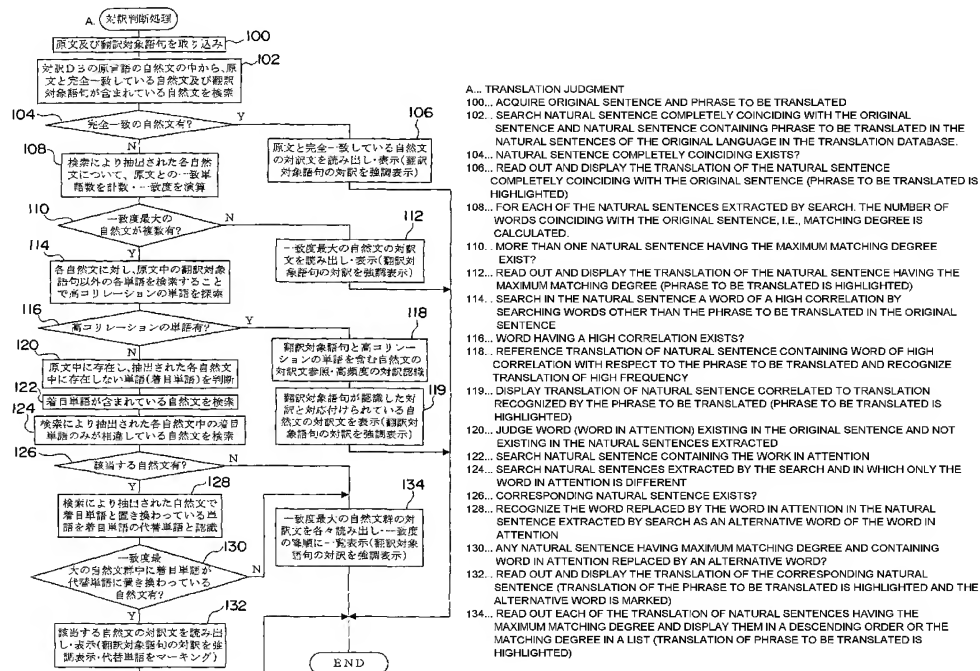 A.
対訳判断処理
原文及び翻訳対象語句を取り込み
100
対訳DBの原言語の自然文の中から、原
文と完全一致している自然文及び翻訳
対象語句が含まれている自然文を検索
102
104
完全一致の自然文有?
Y
N
106
原文と完全一致している自然文
の対訳文を読み出し・表示(翻訳
対象語句の対訳を強調表示)
108
検索により抽出された各自然
文について、原文との一致単
語数を計数・一致度を演算
110
一致度最大の
自然文が複数有?
N
Y
112
一致度最大の自然文の対訳
文を読み出し・表示(翻訳対
象語句の対訳を強調表示)
114
各自然文に対し、原文中の翻訳対象
語句以外の各単語を検索すること
で高コリレーションの単語を探索
116
高コリレーションの単語有?
Y
N
118
翻訳対象語句と高コリレー
ションの単語を含む自然文の
対訳文参照・高頻度の対訳認識
119
翻訳対象語句が認識した対
訳と対応付けられている自
然文の対訳文を表示(翻訳対
象語句の対訳を強調表示)
120
原文中に存在し、抽出された各自然文
中に存在しない単語(着目単語)を判断
122
着目単語が含まれている自然文を検索
124
検索により抽出された各自然文中の着目
単語のみが相違している自然文を検索
126
該当する自然文有?
N
Y
128
検索により抽出された自然文で
着目単語と置き換わっている単
語を着目単語の代替単語と認識
130
一致度最
大の自然文群中に着目単語が
代替単語に置き換わっている
自然文有?
N
Y
132
該当する自然文の対訳文を読み出
し・表示(翻訳対象語句の対訳を強
調表示・代替単語をマーキング)
134
一致度最大の自然文群の対
訳文を各々読み出し・一致度
の降順に一覧表示(翻訳対象
語句の対訳を強調表示)
END
A... TRANSLATION JUDGMENT
100... ACQUIRE ORIGINAL SENTENCE AND PHRASE TO BE TRANSLATED
102... SEARCH NATURAL SENTENCE COMPLETELY COINCIDING WITH THE ORIGINAL
SENTENCE AND NATURAL SENTENCE CONTAINING PHRASE TO BE TRANSLATED IN THE
NATURAL SENTENCES OF THE ORIGINAL LANGUAGE IN THE TRANSLATION DATABASE.
104... NATURAL SENTENCE COMPLETELY COINCIDING EXISTS?
106... READ OUT AND DISPLAY THE TRANSLATION OF THE NATURAL SENTENCE
COMPLETELY COINCIDING WITH THE ORIGINAL SENTENCE (PHRASE TO BE TRANSLATED IS
HIGHLIGHTED)
108... FOR EACH OF THE NATURAL SENTENCES EXTRACTED BY SEARCH. THE NUMBER OF
WORDS COINCIDING WITH THE ORIGINAL SENTENCE, I.E., MATCHING DEGREE IS
CALCULATED.
110... MORE THAN ONE NATURAL SENTENCE HAVING THE MAXIMUM MATCHING DEGREE
EXIST?
112... READ OUT AND DISPLAY THE TRANSLATION OF THE NATURAL SENTENCE HAVING THE
MAXIMUM MATCHING DEGREE (PHRASE TO BE TRANSLATED IS HIGHLIGHTED)
114... SEARCH IN THE NATURAL SENTENCE A WORD OF A HIGH CORRELATION BY
SEARCHING WORDS OTHER THAN THE PHRASE TO BE TRANSLATED IN THE ORIGINAL
SENTENCE
116... WORD HAVING A HIGH CORRELATION EXISTS?
118... REFERENCE TRANSLATION OF NATURAL SENTENCE CONTAINING WORD OF HIGH
CORRELATION WITH RESPECT TO THE PHRASE TO BE TRANSLATED AND RECOGNIZE
TRANSLATION OF HIGH FREQUENCY
119... DISPLAY TRANSLATION OF NATURAL SENTENCE CORRELATED TO TRANSLATION
RECOGNIZED BY THE PHRASE TO BE TRANSLATED (PHRASE TO BE TRANSLATED IS
HIGHLIGHTED)
120... JUDGE WORD (WORD IN ATTENTION) EXISTING IN THE ORIGINAL SENTENCE AND NOT
EXISTING IN THE NATURAL SENTENCES EXTRACTED
122... SEARCH NATURAL SENTENCE CONTAINING THE WORK IN ATTENTION
124... SEARCH NATURAL SENTENCES EXTRACTED BY THE SEARCH AND IN WHICH ONLY THE
WORD IN ATTENTION IS DIFFERENT
126... CORRESPONDING NATURAL SENTENCE EXISTS?
128... RECOGNIZE THE WORD REPLACED BY THE WORD IN ATTENTION IN THE NATURAL
SENTENCE EXTRACTED BY SEARCH AS AN ALTERNATIVE WORD OF THE WORD IN
ATTENTION
130... ANY NATURAL SENTENCE HAVING MAXIMUM MATCHING DEGREE AND CONTAINING
WORD IN ATTENTION REPLACED BY AN ALTERNATIVE WORD?
132... READ OUT AND DISPLAY THE TRANSLATION OF THE CORRESPONDING NATURAL
SENTENCE (TRANSLATION OF THE PHRASE TO BE TRANSLATED IS HIGHLIGHTED AND THE
ALTERNATIVE WORD IS MARKED)
134... READ OUT EACH OF THE TRANSLATION OF NATURAL SENTENCES HAVING THE
MAXIMUM MATCHING DEGREE AND DISPLAY THEM IN A DESCENDING ORDER OR THE
MATCHING DEGREE IN A LIST (TRANSLATION OF PHRASE TO BE TRANSLATED IS
HIGHLIGHTED)